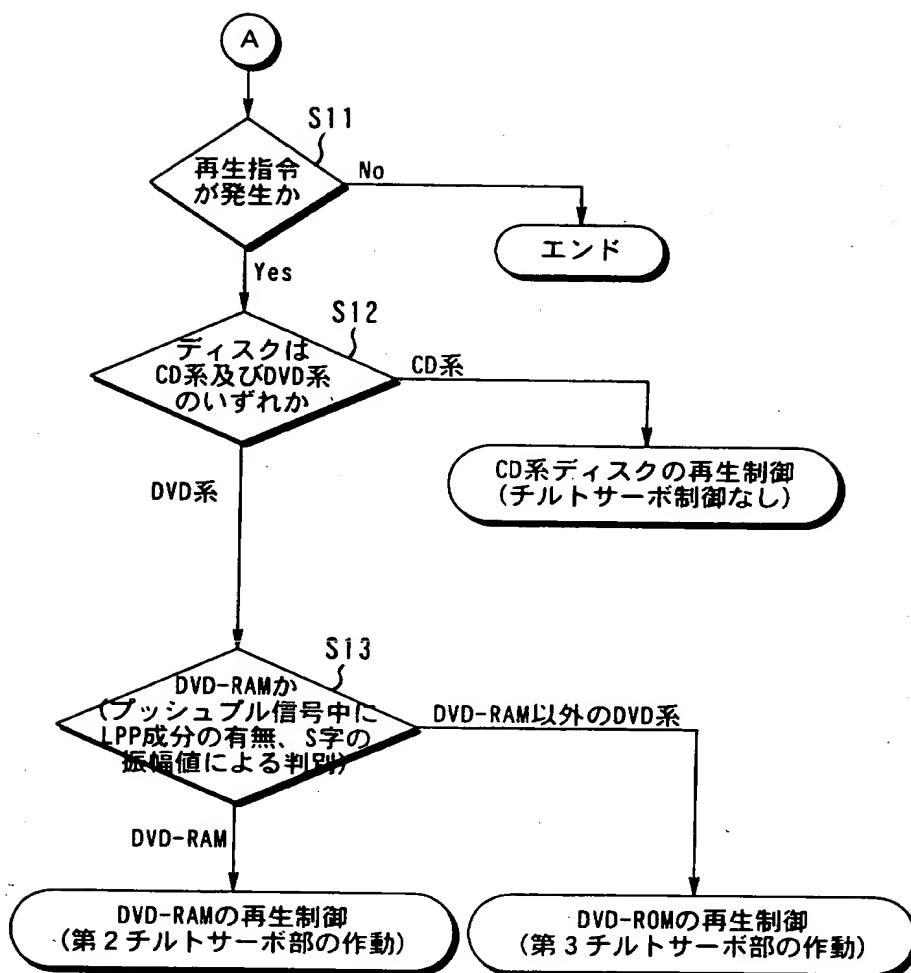 A
S11
再生指令
が発生か
No
エンド
Yes
S12
ディスクは
CD系及びDVD系
のいずれか
CD系
CD系ディスクの再生制御
(チルトサーボ制御なし)
DVD系
S13
DVD-RAMか
(プッシュプル信号中に
LPP成分の有無、S字の
振幅値による判別)
DVD-RAM以外のDVD系
DVD-RAM
DVD-RAMの再生制御
(第2チルトサーボ部の作動)
DVD-ROMの再生制御
(第3チルトサーボ部の作動)